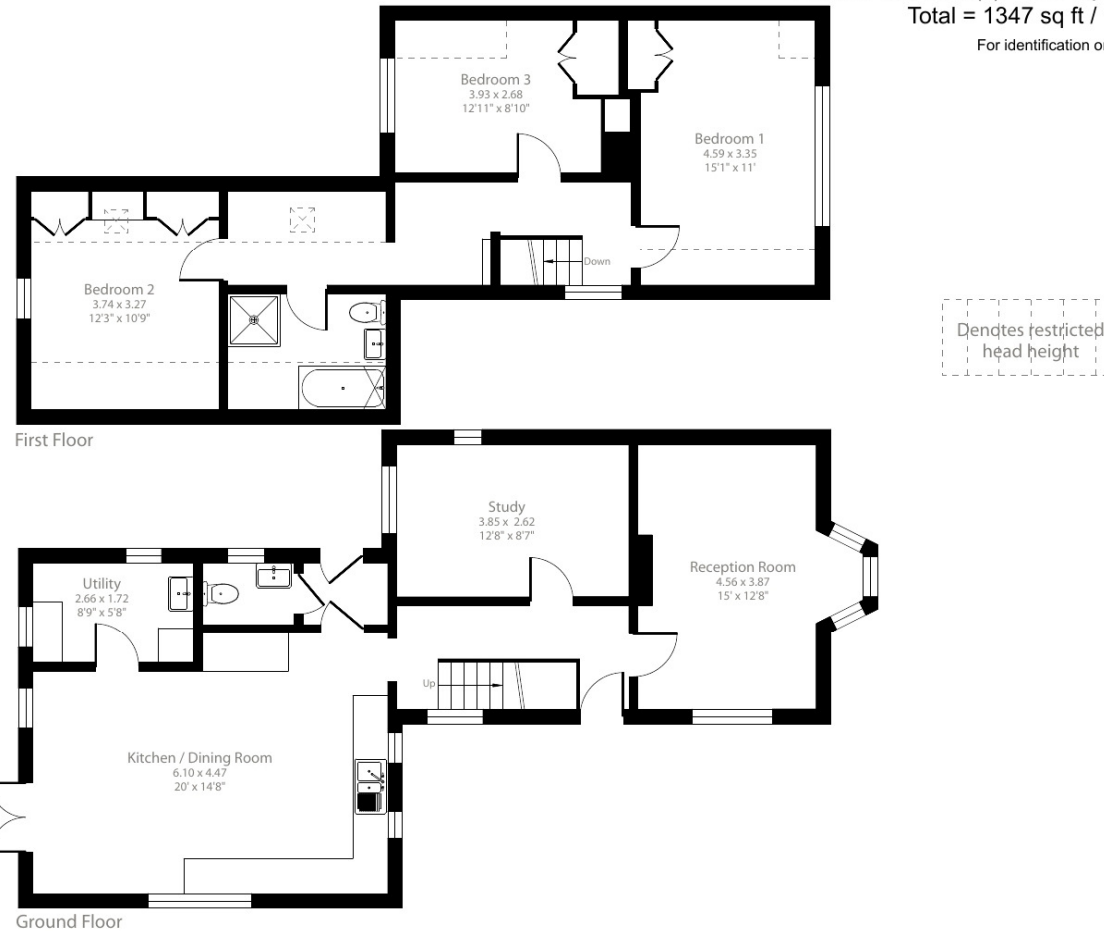 Total = 1347 sq ft /
For identification
Bedroom 3
3.93 x 2.68
12'11" x 8'10"
Bedroom 1
4.59 x 3.35
15'1" x 11'
Bedroom 2
3.74 x 3.27
12'3" x 10'9"
Down
Denotes restricted
head height
First Floor
Study
3.85 x 2.62
12'8" x 8'7"
Reception Room
4.56 x 3.87
15' x 12'8"
Utility
2.66 x 1.72
8'9" x 5'8"
Up
Kitchen / Dining Room
6.10 x 4.47
20' x 14'8"
Ground Floor